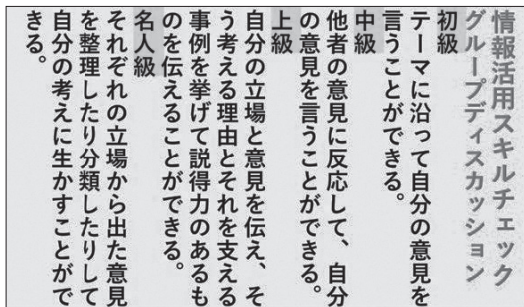 情報活用スキルチェック
グループディスカッション
初級
テーマに沿って自分の意見を
言うことができる。
中級
他者の意見に反応して、自分
の意見を言うことができる。
上級
自分の立場と意見を伝え、そ
う考える理由とそれを支える
事例を挙げて説得力のあるも
のを伝えることができる。
名人級
それぞれの立場から出た意見
を整理したり分類したりして
自分の考えに生かすことがで
きる。